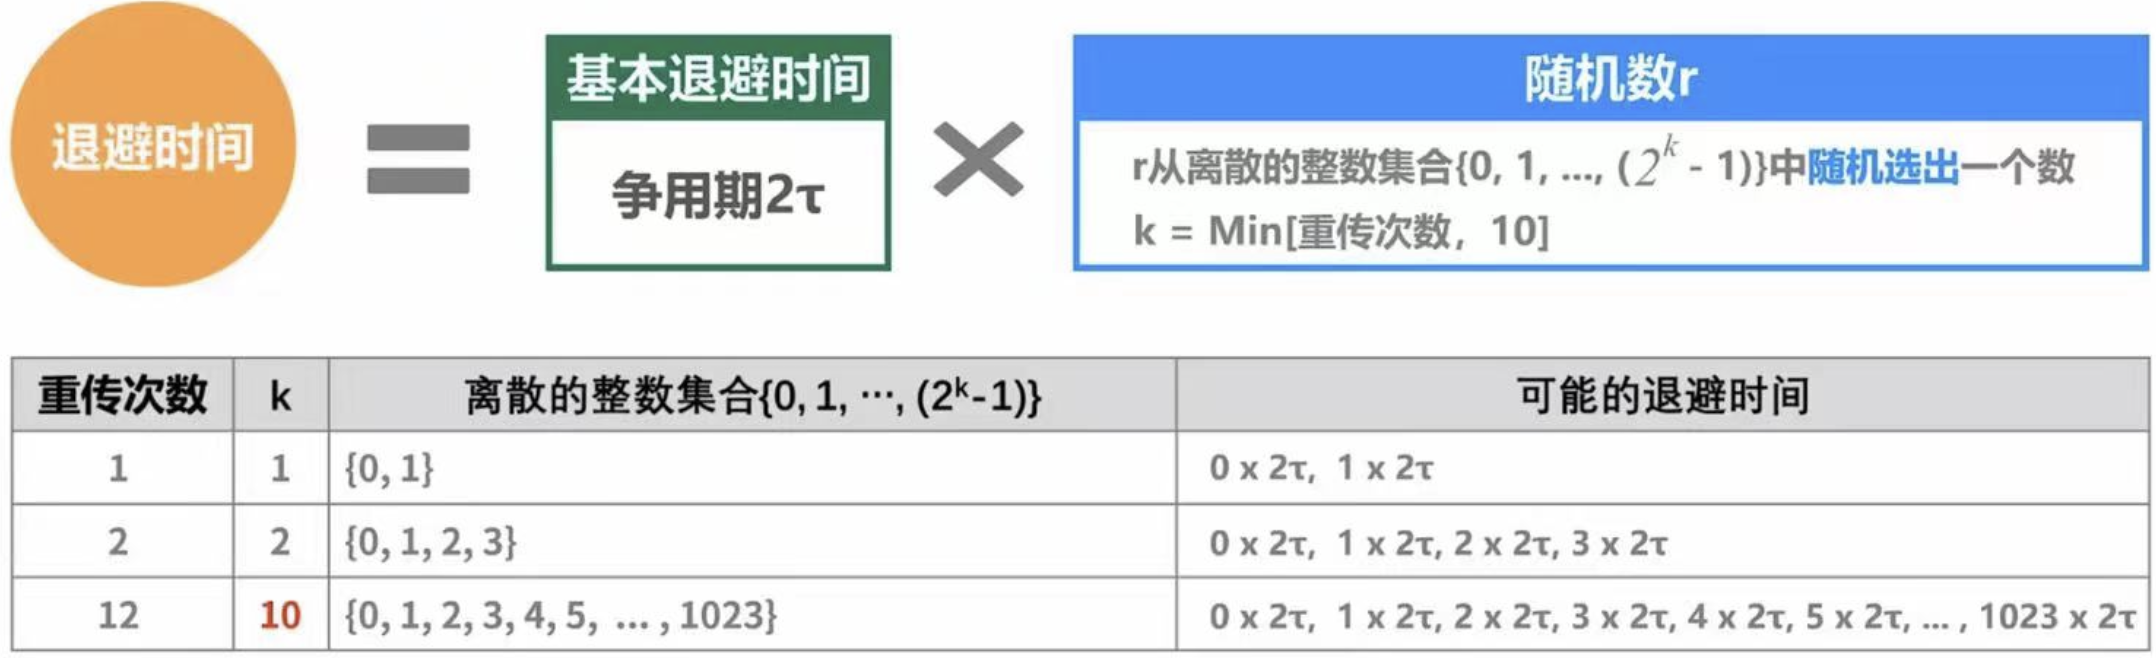 退避时间
=
基本退避时间
争用期2τ
×
随机数r
r从离散的整数集合{0, 1, ..., (2^k - 1)}中随机选出一个数
k = Min[重传次数，10]
重传次数 k 离散的整数集合{0, 1, ···, (2^k-1)} 可能的退避时间
1 1 {0, 1} 0 x 2τ, 1 x 2τ
2 2 {0, 1, 2, 3} 0 x 2τ, 1 x 2τ, 2 x 2τ, 3 x 2τ
12 10 {0, 1, 2, 3, 4, 5, ... , 1023} 0 x 2τ, 1 x 2τ, 2 x 2τ, 3 x 2τ, 4 x 2τ, 5 x 2τ, ... , 1023 x 2τ